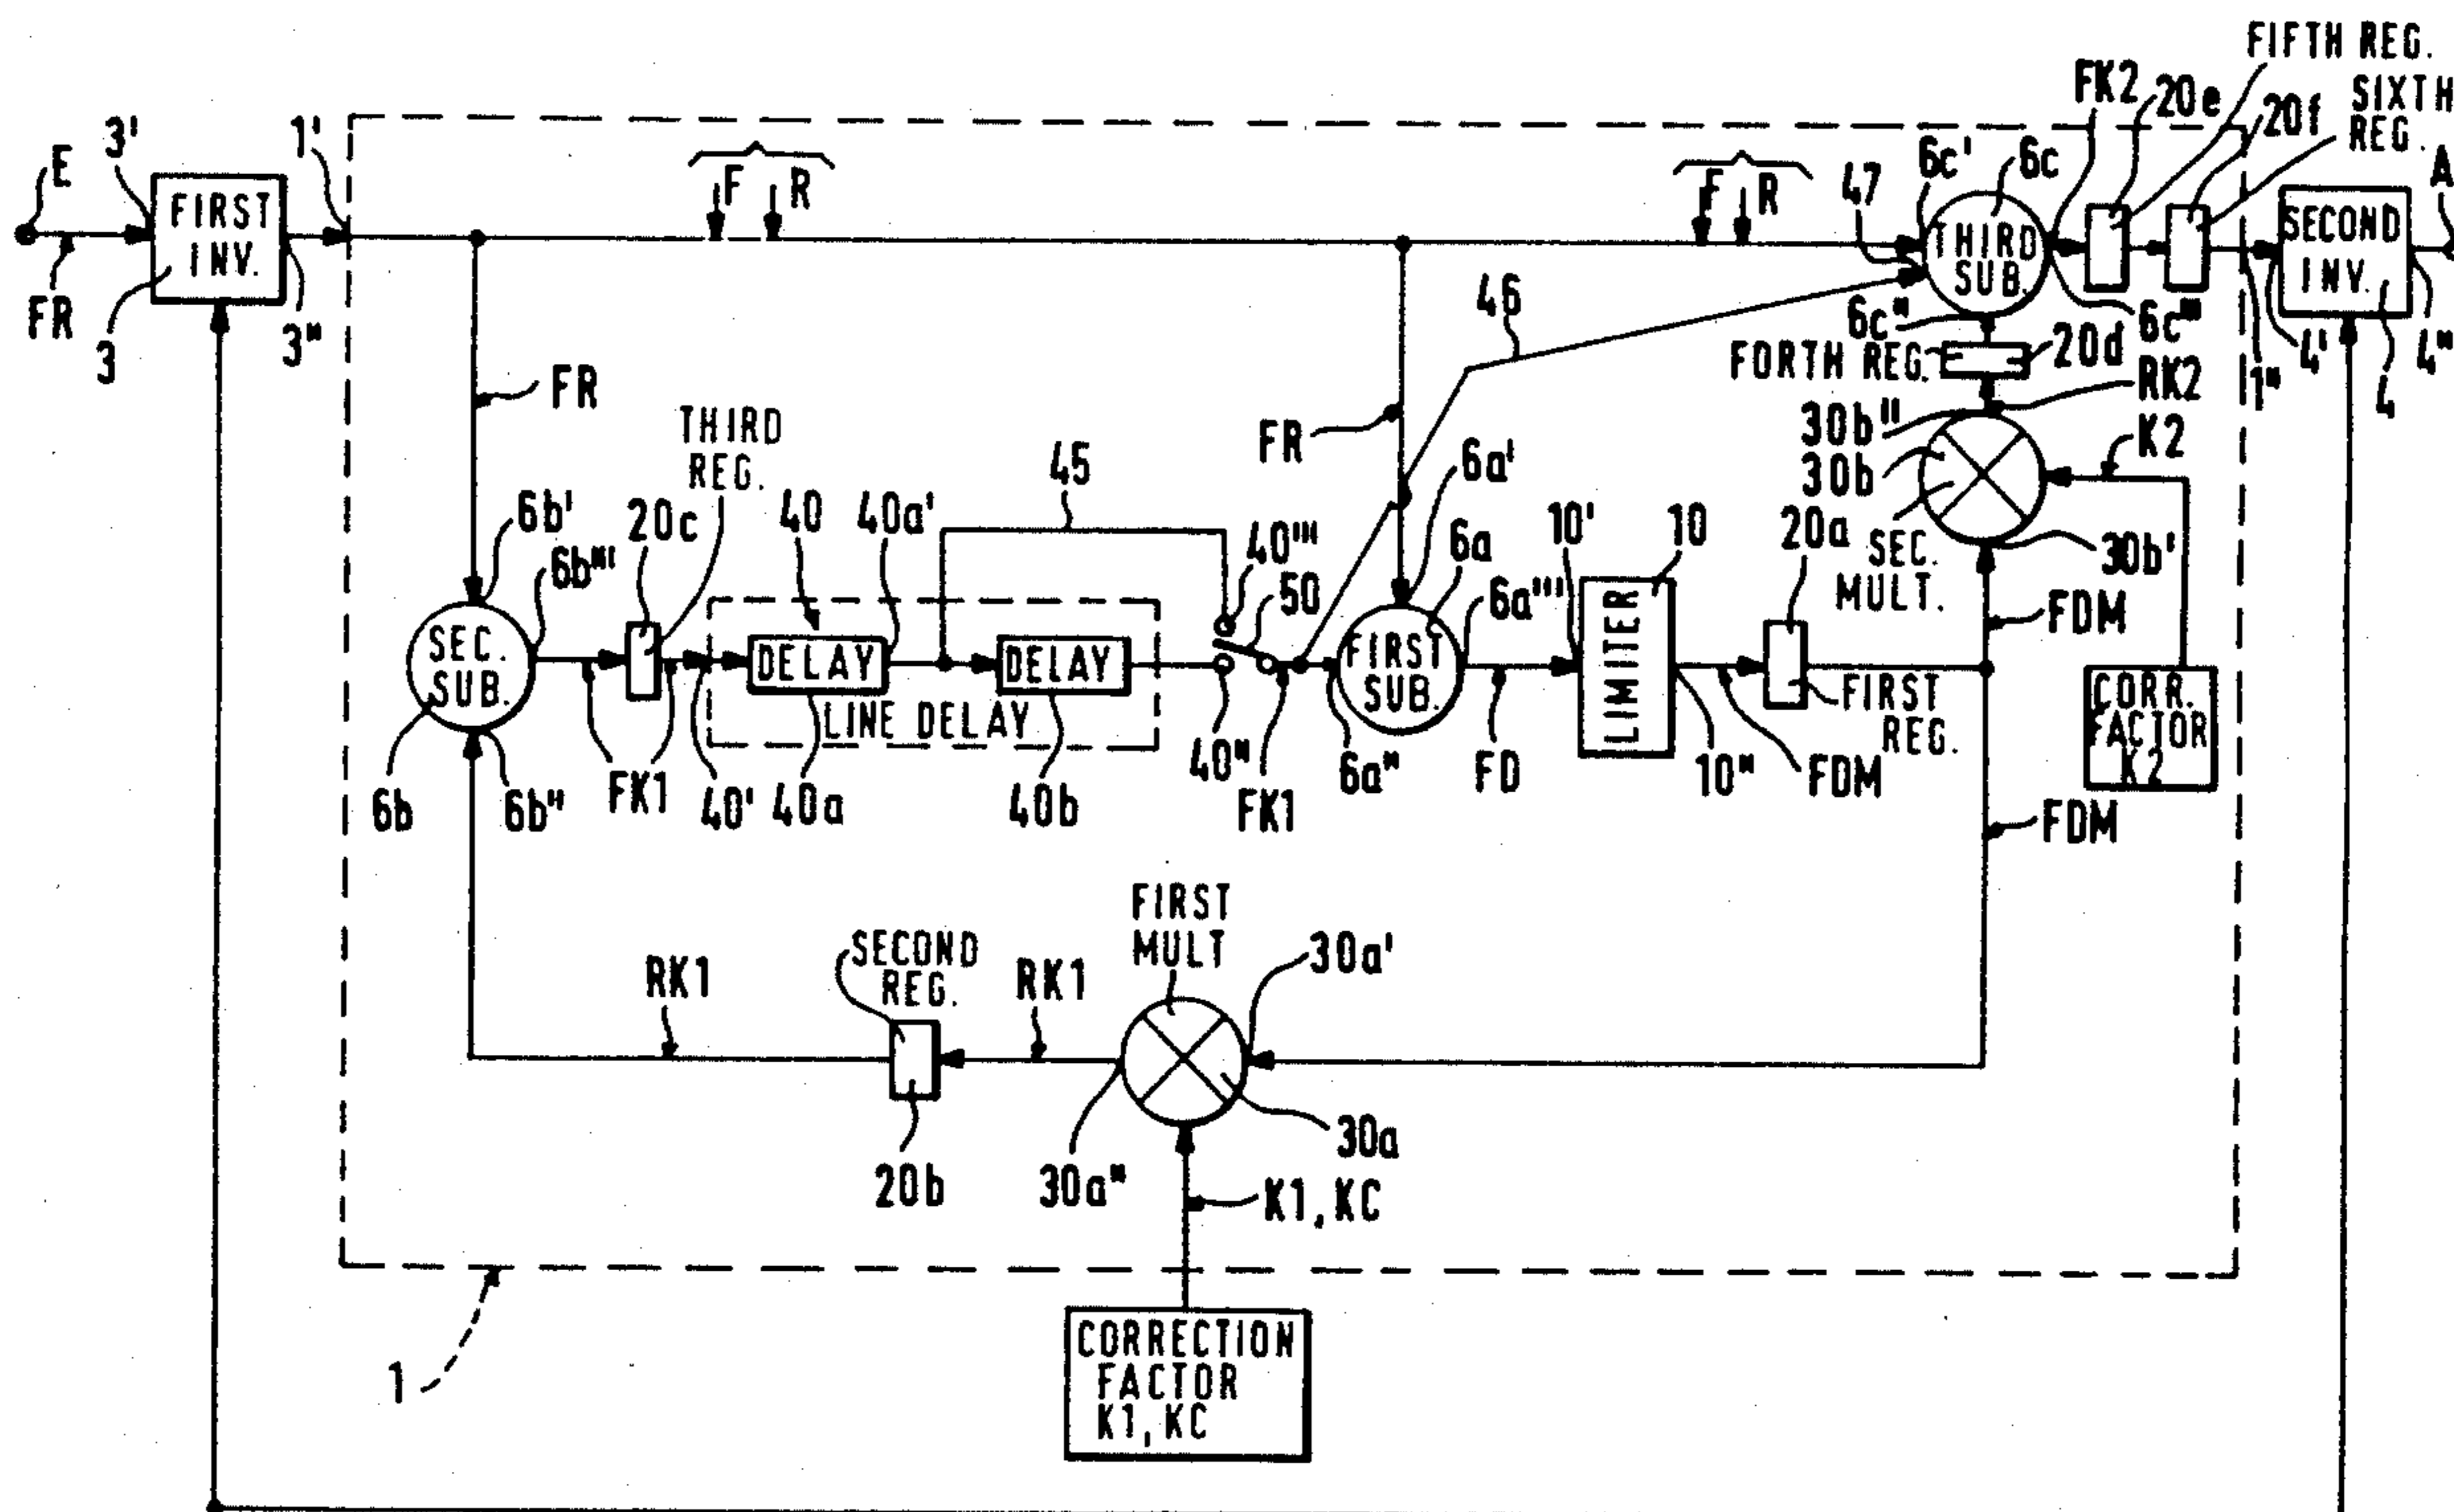 FIFTH REG.
FK2
20e
20f
SIXTH
REG.
E
3'
1'
F
R
F
R
47
6c'
6c
A
FIRST
INV.
THIRD
SUB.
SECOND
INV.
FR
3
3"
46
6c"
6c'''
FORTH REG.
20d
1"
4'
4
4"
FR
THIRD
REG.
FR
RK2
30b"
30b
K2
45
6a'
6b'
6b'''
20c
40
40a'
40'''
50
6a
6a'''
10'
10
20a
SEC.
MULT.
30b'
FDM
SEC.
SUB.
DELAY
DELAY
LINE DELAY
FIRST
SUB.
LIMITER
FIRST
REG.
CORR.
FACTOR
K2
6b
6b"
FK1
40'
40a
40b
40"
FK1
6a"
FD
10"
FDM
FDM
FIRST
MULT
SECOND
REG.
RK1
RK1
30a'
20b
30a"
30a
K1,KC
1
CORRECTION
FACTOR
K1,KC